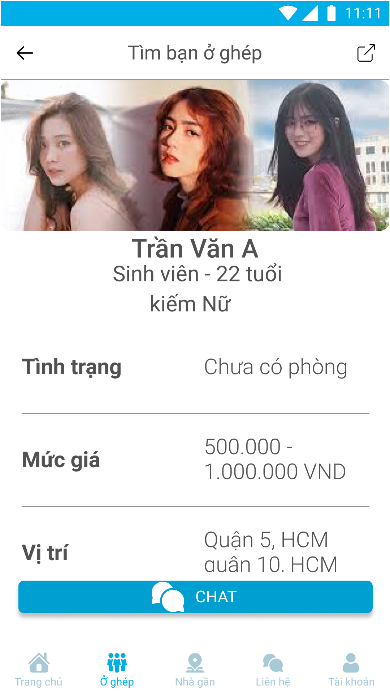 11:11
Tìm bạn ở ghép
Trần Văn A
Sinh viên - 22 tuổi
kiếm Nữ
Tình trạng
Chưa có phòng
Mức giá
500.000 -
1.000.000 VND
Vị trí
Quận 5, HCM
quận 10, HCM
CHAT
Trang chủ
Ở ghép
Nhà gần
Liên hệ
Tài khoản